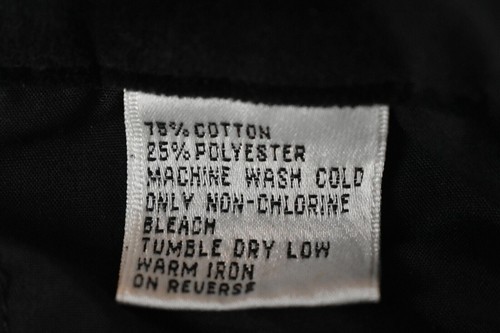 75% COTTON
25% POLYESTER
MACHINE WASH COLD
ONLY NON-CHLORINE
BLEACH
TUMBLE DRY LOW
WARM IRON
ON REVERSE